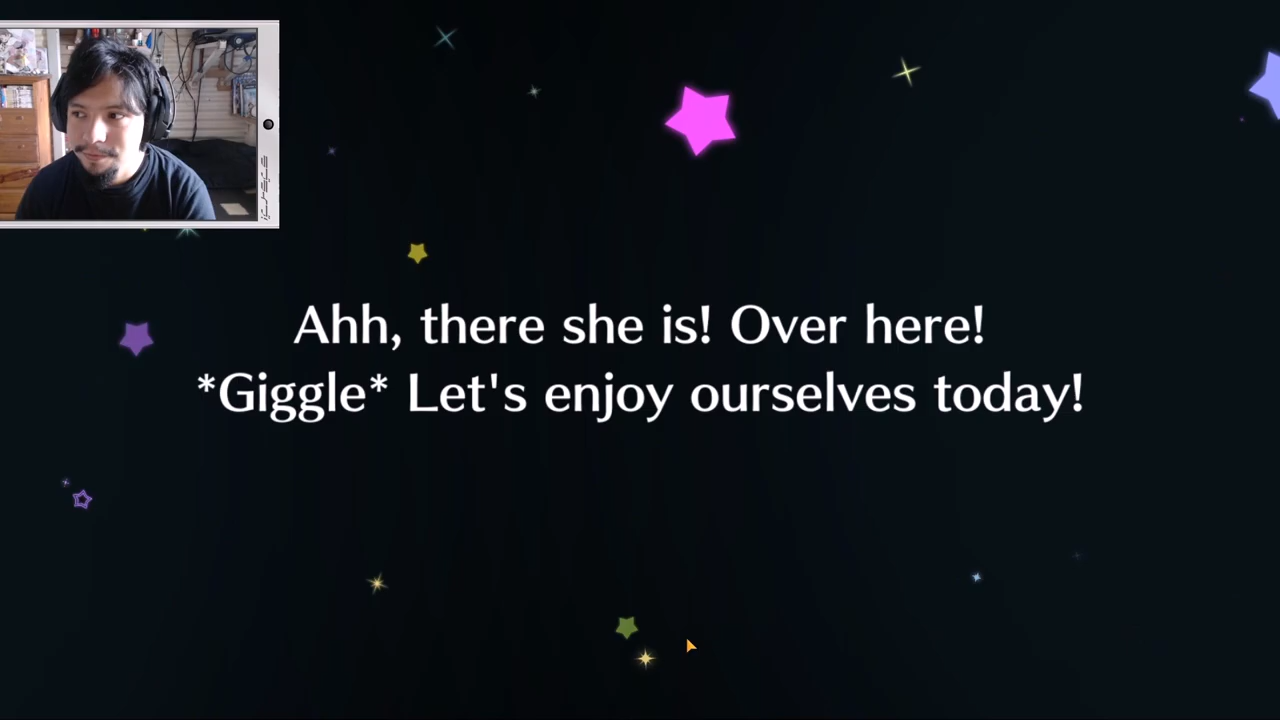 Ahh, there she is! Over here!
*Giggle* Let's enjoy ourselves today!